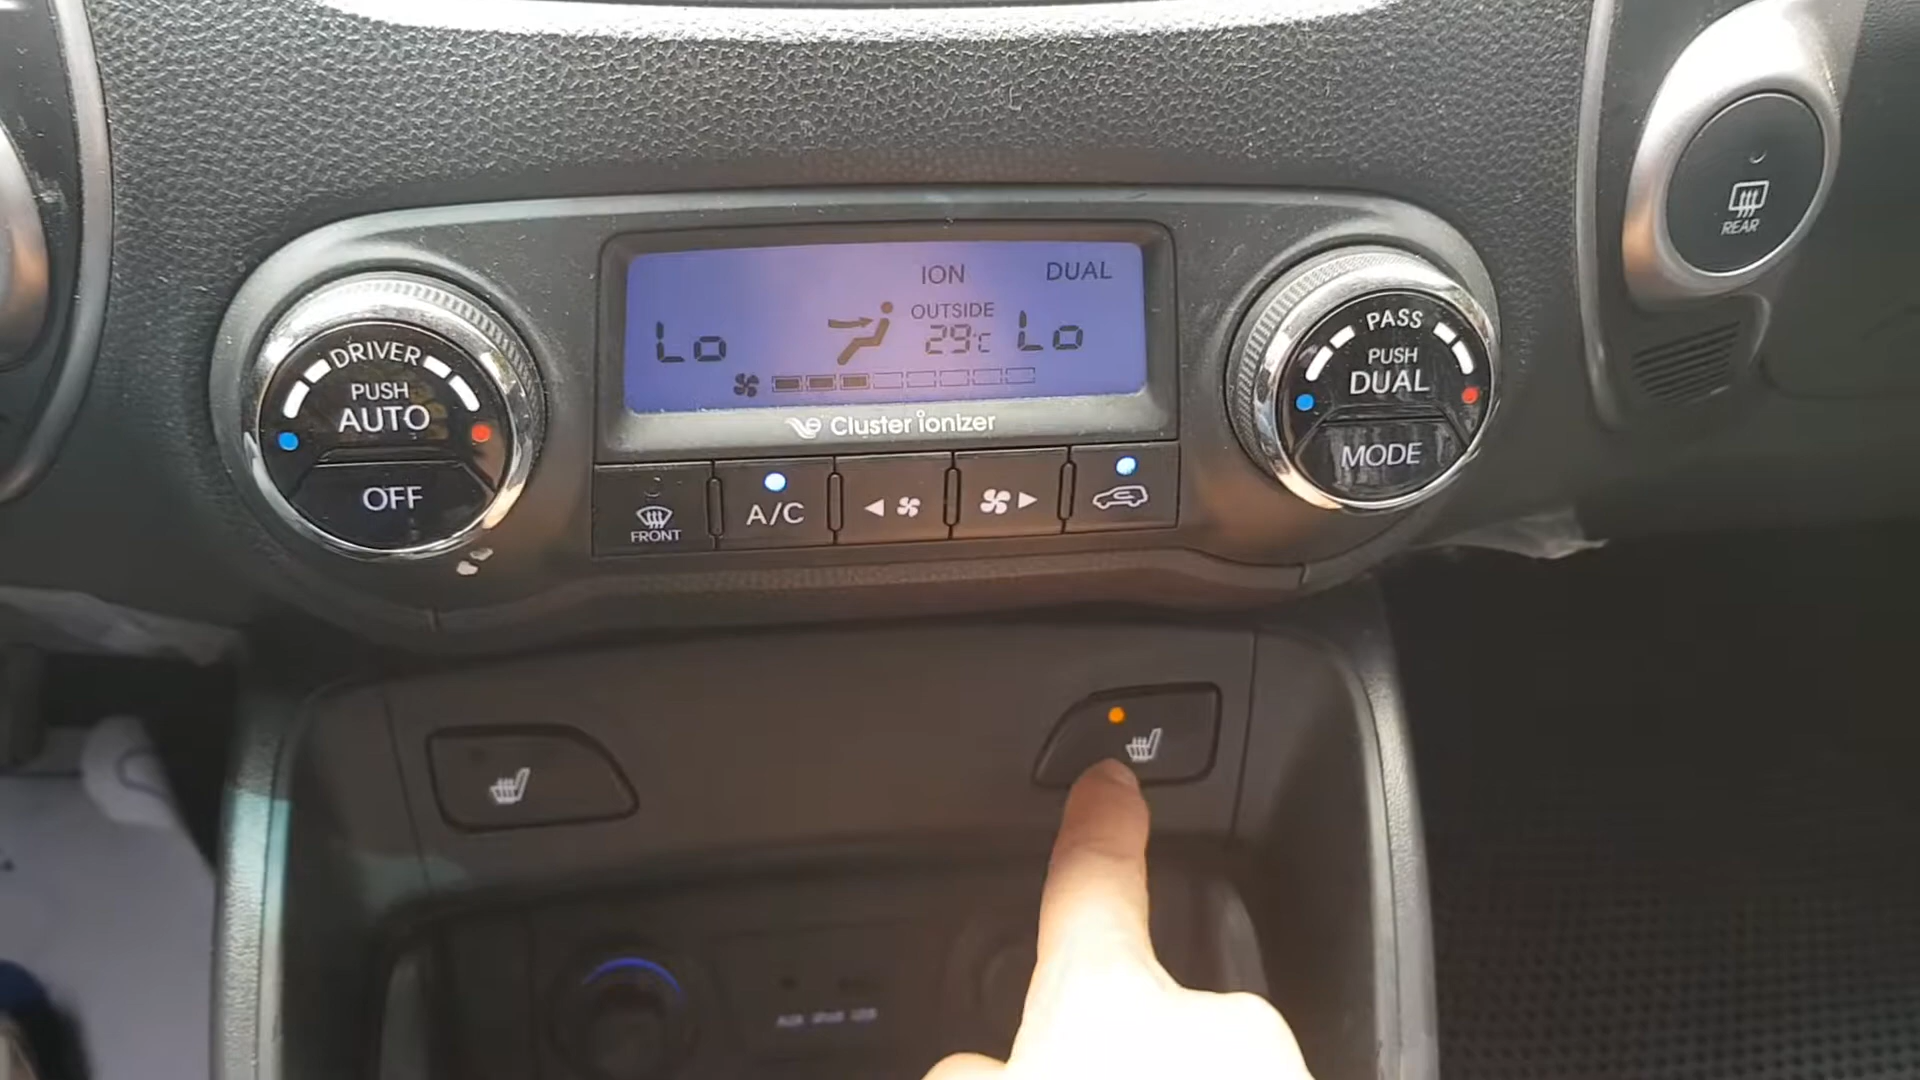 ION DUAL
OUTSIDE
Lo 29°C Lo
Cluster ionizer
DRIVER
PUSH
AUTO
OFF
FRONT
A/C
PASS
PUSH
DUAL
MODE
REAR